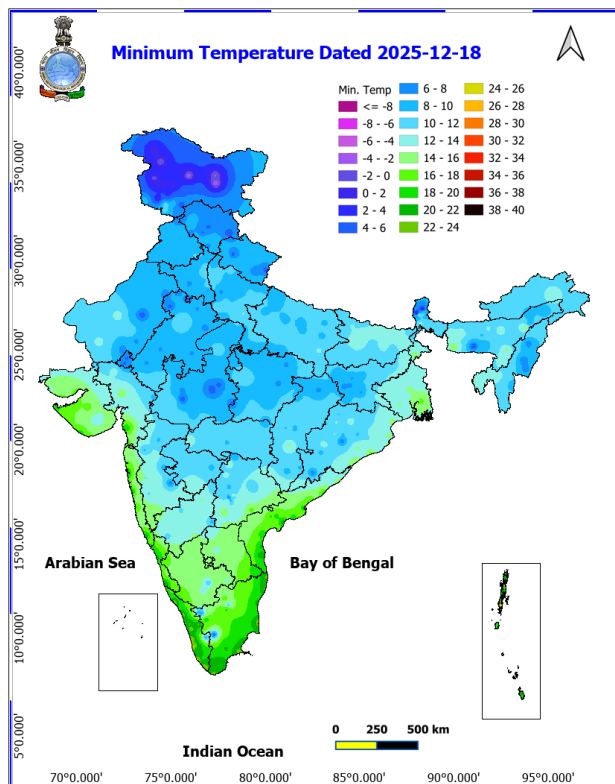 Minimum Temperature Dated 2025-12-18
Min. Temp
<= -8
-8 - -6
-6 - -4
-4 - -2
-2 - 0
0 - 2
2 - 4
4 - 6
6 - 8
8 - 10
10 - 12
12 - 14
14 - 16
16 - 18
18 - 20
20 - 22
22 - 24
24 - 26
26 - 28
28 - 30
30 - 32
32 - 34
34 - 36
36 - 38
38 - 40
40°0.000'
35°0.000'
30°0.000'
25°0.000'
20°0.000'
15°0.000'
10°0.000'
5°0.000'
Arabian Sea
Bay of Bengal
Indian Ocean
0 250 500 km
70°0.000' 75°0.000' 80°0.000' 85°0.000' 90°0.000' 95°0.000'